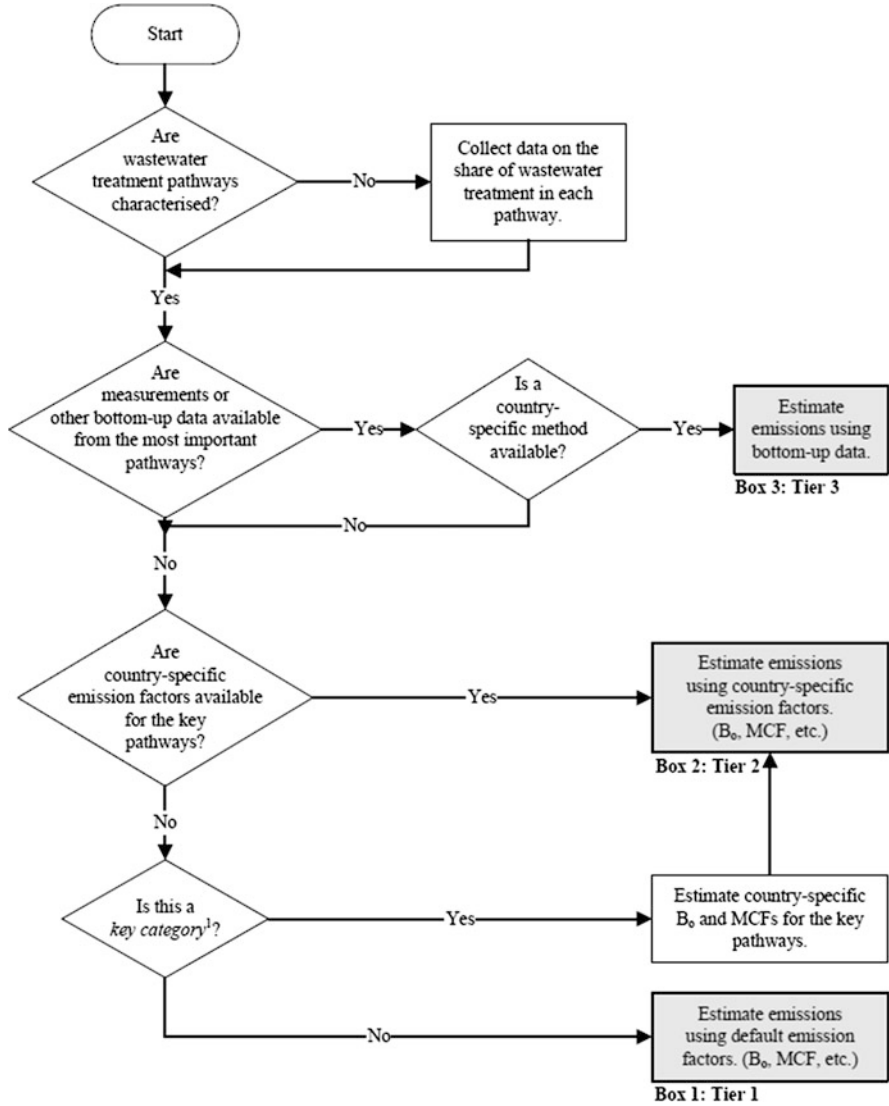 Start
Are
wastewater
treatment pathways
characterised?
No
Collect data on the
share of wastewater
treatment in each
pathway.
Yes
Are
measurements or
other bottom-up data available
from the most important
pathways?
Yes
Is a
country-
specific method
available?
Yes
Estimate
emissions using
bottom-up data.
Box 3: Tier 3
No
No
Are
country-specific
emission factors available
for the key
pathways?
Yes
Estimate emissions
using country-specific
emission factors.
(Bₒ, MCF, etc.)
Box 2: Tier 2
No
Is this a
key category¹?
Yes
Estimate country-specific
Bₒ and MCFs for the key
pathways.
No
Estimate emissions
using default emission
factors. (Bₒ, MCF, etc.)
Box 1: Tier 1